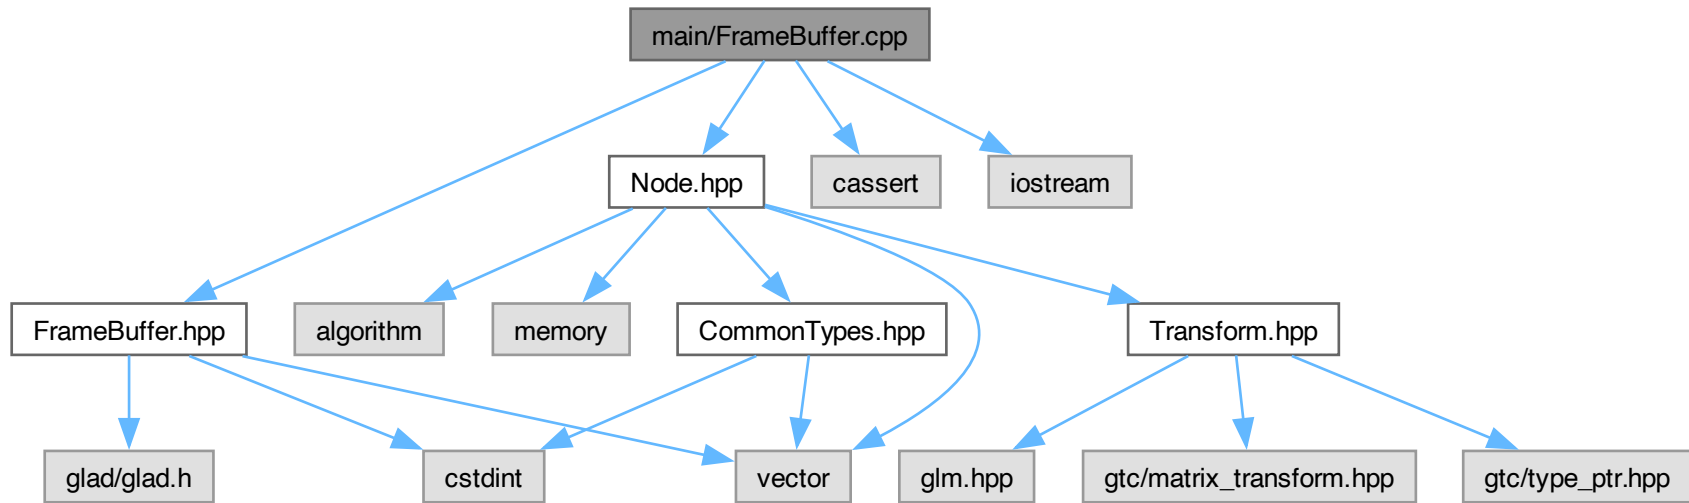 main/FrameBuffer.cpp
Node.hpp
cassert
iostream
FrameBuffer.hpp
algorithm
memory
CommonTypes.hpp
Transform.hpp
glad/glad.h
cstdint
vector
glm.hpp
gtc/matrix_transform.hpp
gtc/type_ptr.hpp